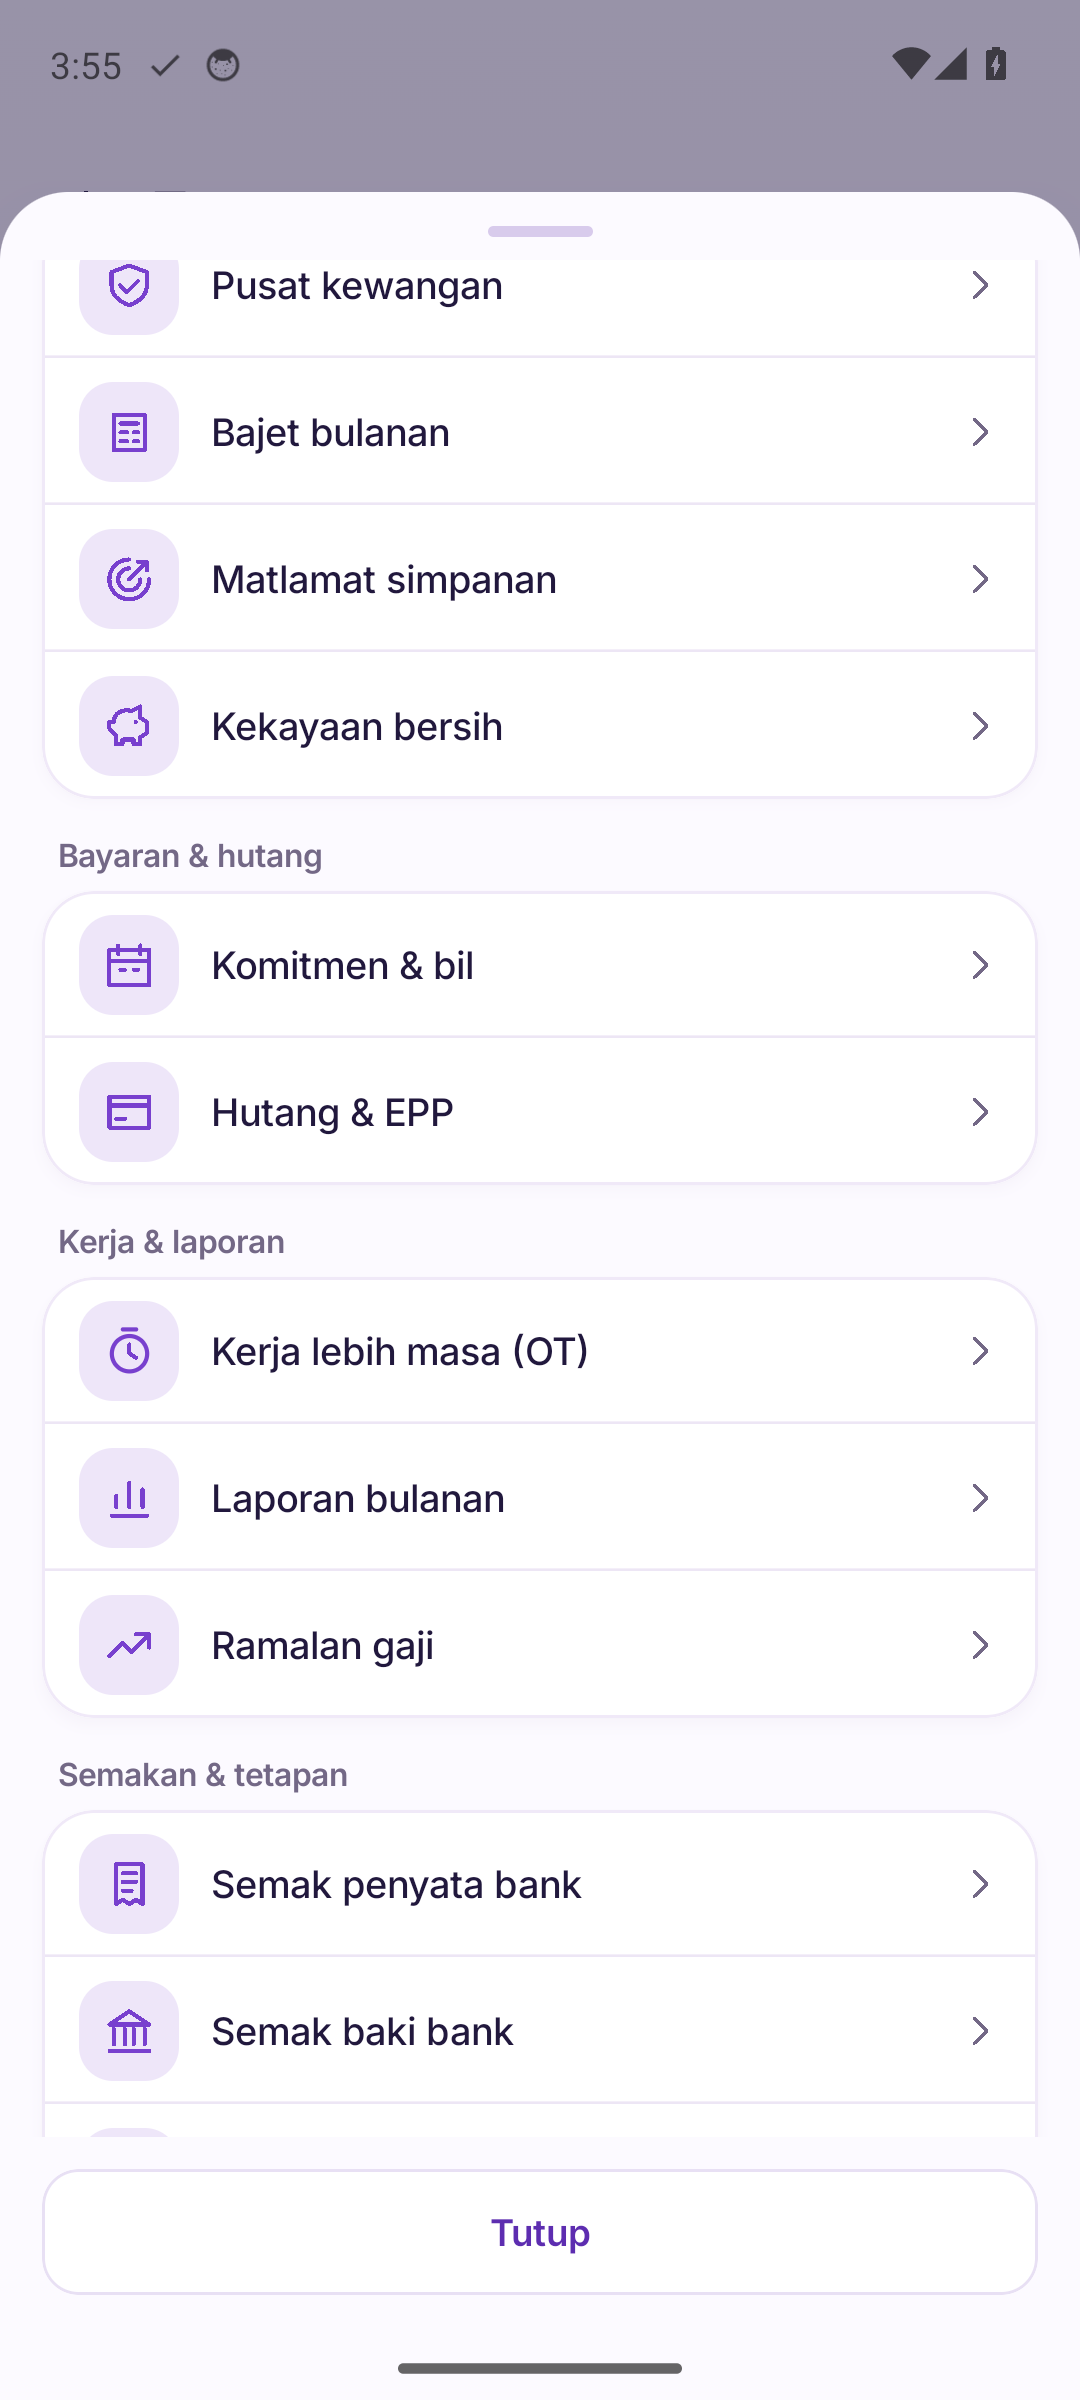 3:55
Pusat kewangan
Bajet bulanan
Matlamat simpanan
Kekayaan bersih
Bayaran & hutang
Komitmen & bil
Hutang & EPP
Kerja & laporan
Kerja lebih masa (OT)
Laporan bulanan
Ramalan gaji
Semakan & tetapan
Semak penyata bank
Semak baki bank
Tutup